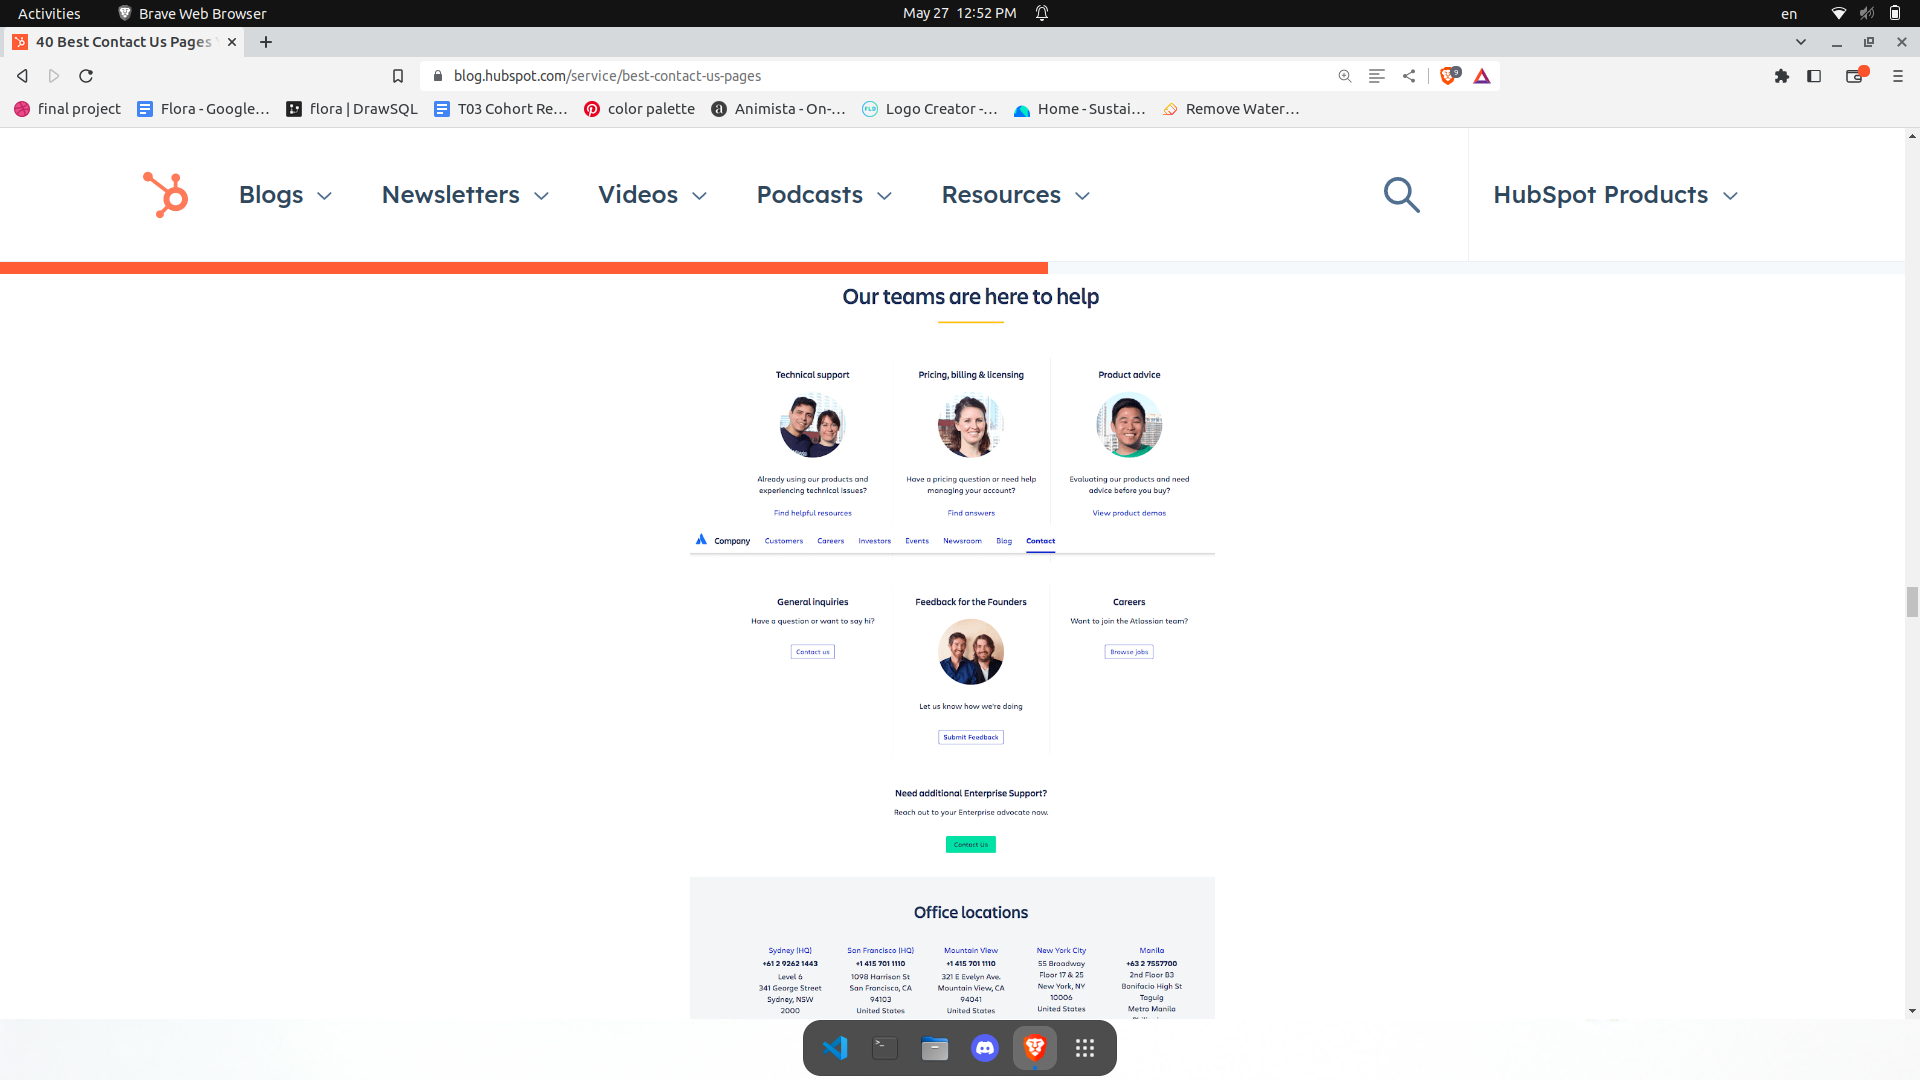 Activities
Brave Web Browser
May 27 12:52 PM
en
40 Best Contact Us Pages
blog.hubspot.com/service/best-contact-us-pages
9
final project
Flora - Google…
flora | DrawSQL
T03 Cohort Re…
color palette
Animista - On-…
Logo Creator -…
Home - Sustai…
Remove Water…
Blogs
Newsletters
Videos
Podcasts
Resources
HubSpot Products
Our teams are here to help
Technical support
Already using our products and
experiencing technical issues?
Find helpful resources
Pricing, billing & licensing
Have a pricing question or need help
managing your account?
Find answers
Product advice
Evaluating our products and need
advice before you buy?
View product demos
Company
Customers
Careers
Investors
Events
Newsroom
Blog
Contact
General inquiries
Have a question or want to say hi?
Contact us
Feedback for the Founders
Let us know how we're doing
Submit Feedback
Careers
Want to join the Atlassian team?
Browse jobs
Need additional Enterprise Support?
Reach out to your Enterprise advocate now.
Contact Us
Office locations
Sydney (HQ)
+61 2 9262 1443
Level 6
341 George Street
Sydney, NSW
2000
San Francisco (HQ)
+1 415 701 1110
1098 Harrison St
San Francisco, CA
94103
United States
Mountain View
+1 415 701 1110
321 E Evelyn Ave.
Mountain View, CA
94041
United States
New York City
55 Broadway
Floor 17 & 25
New York, NY
10006
United States
Manila
+63 2 7557700
2nd Floor B3
Bonifacio High St
Taguig
Metro Manila